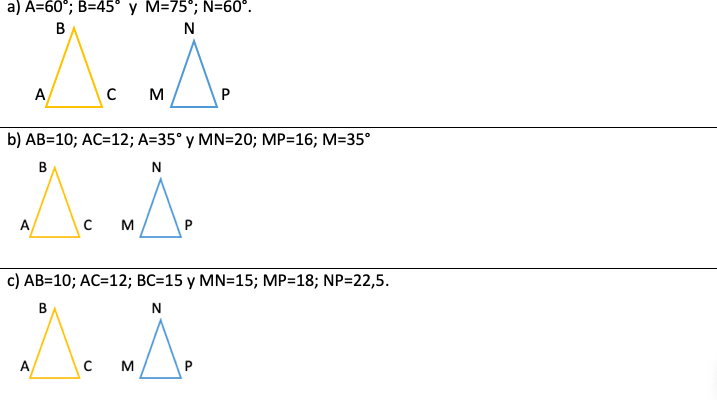 a) A=60°; B=45° y M=75°; N=60°.
B N
A C M P
b) AB=10; AC=12; A=35° y MN=20; MP=16; M=35°
B N
A C M P
c) AB=10; AC=12; BC=15 y MN=15; MP=18; NP=22,5.
B N
A C M P